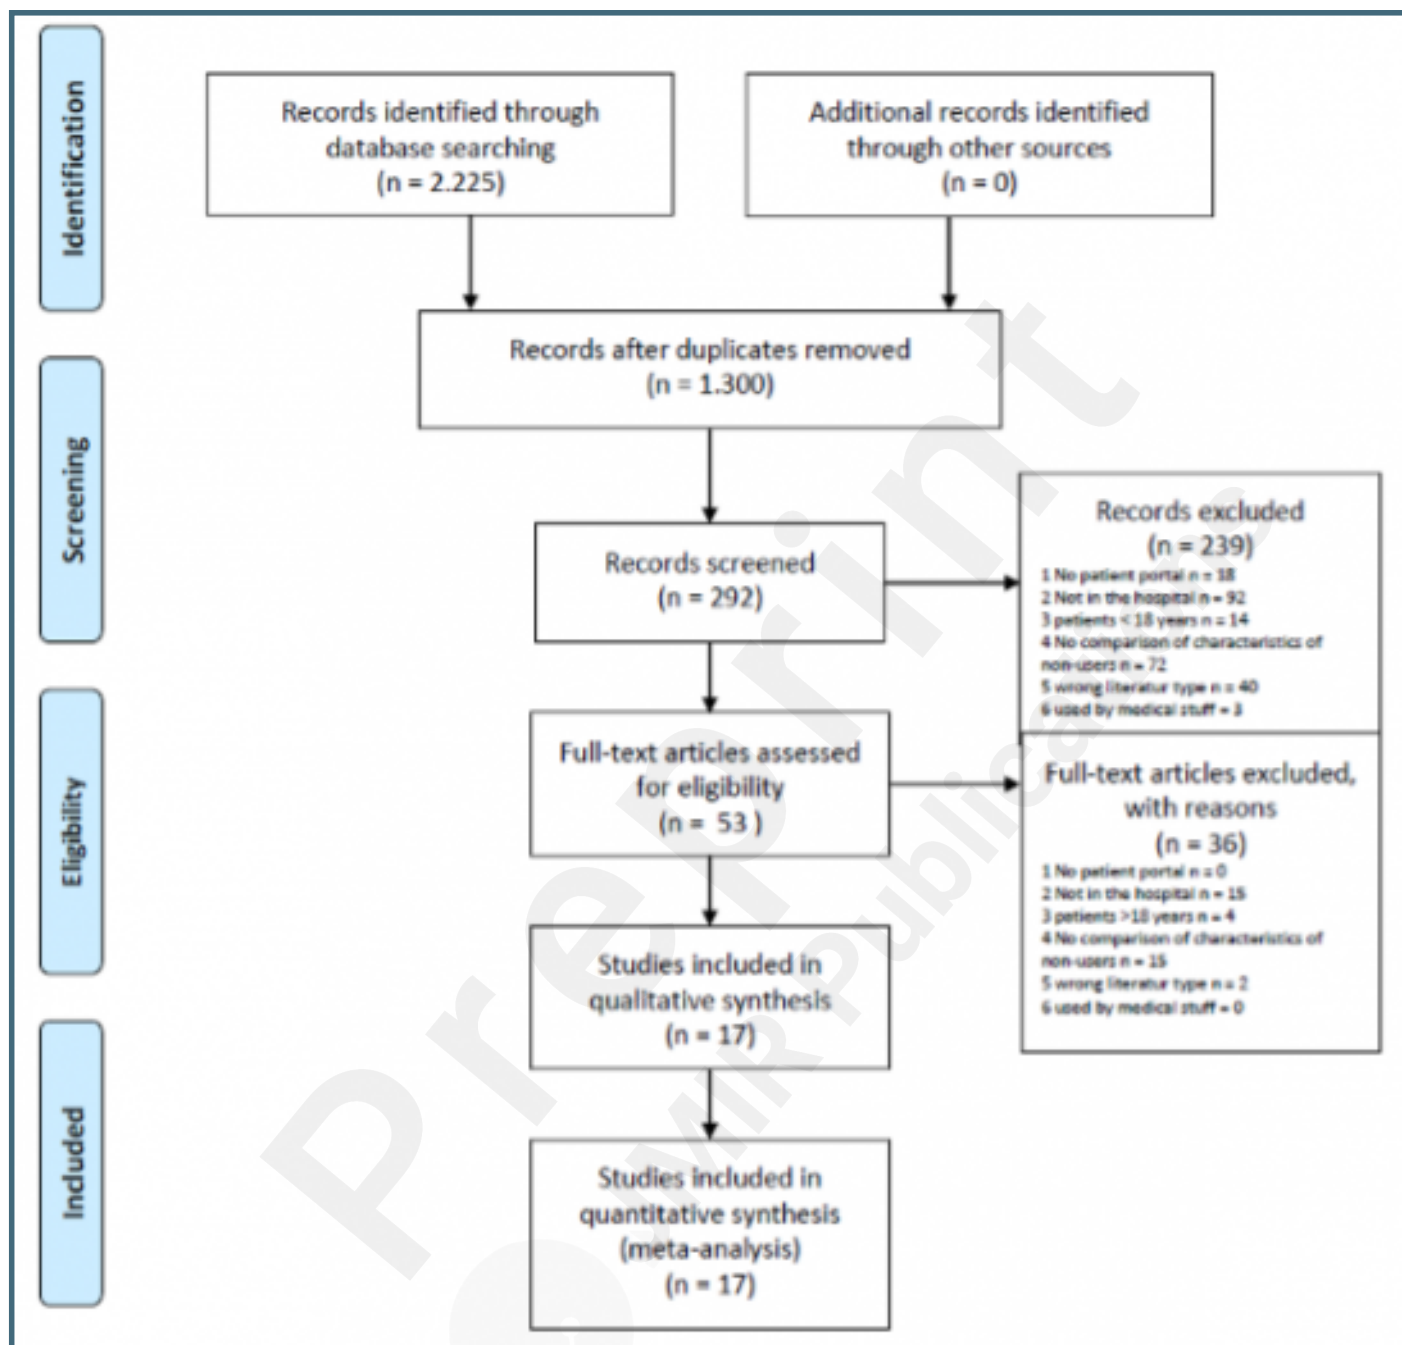 Identification
Records identified through
database searching
(n = 2.225)
Additional records identified
through other sources
(n = 0)
Records after duplicates removed
(n = 1.300)
Screening
Records screened
(n = 292)
Records excluded
(n = 239)
1 No patient portal n = 18
2 Not in the hospital n = 92
3 patients < 18 years n = 14
4 No comparison of characteristics of
non-users n = 72
5 wrong literatur type n = 40
6 used by medical stuff = 3
Eligibility
Full-text articles assessed
for eligibility
(n = 53 )
Full-text articles excluded,
with reasons
(n = 36)
1 No patient portal n = 0
2 Not in the hospital n = 15
3 patients >18 years n = 4
4 No comparison of characteristics of
non-users n = 15
5 wrong literatur type n = 2
6 used by medical stuff = 0
Studies included in
qualitative synthesis
(n = 17)
Included
Studies included in
quantitative synthesis
(meta-analysis)
(n = 17)
Preprint
JMIR Publications